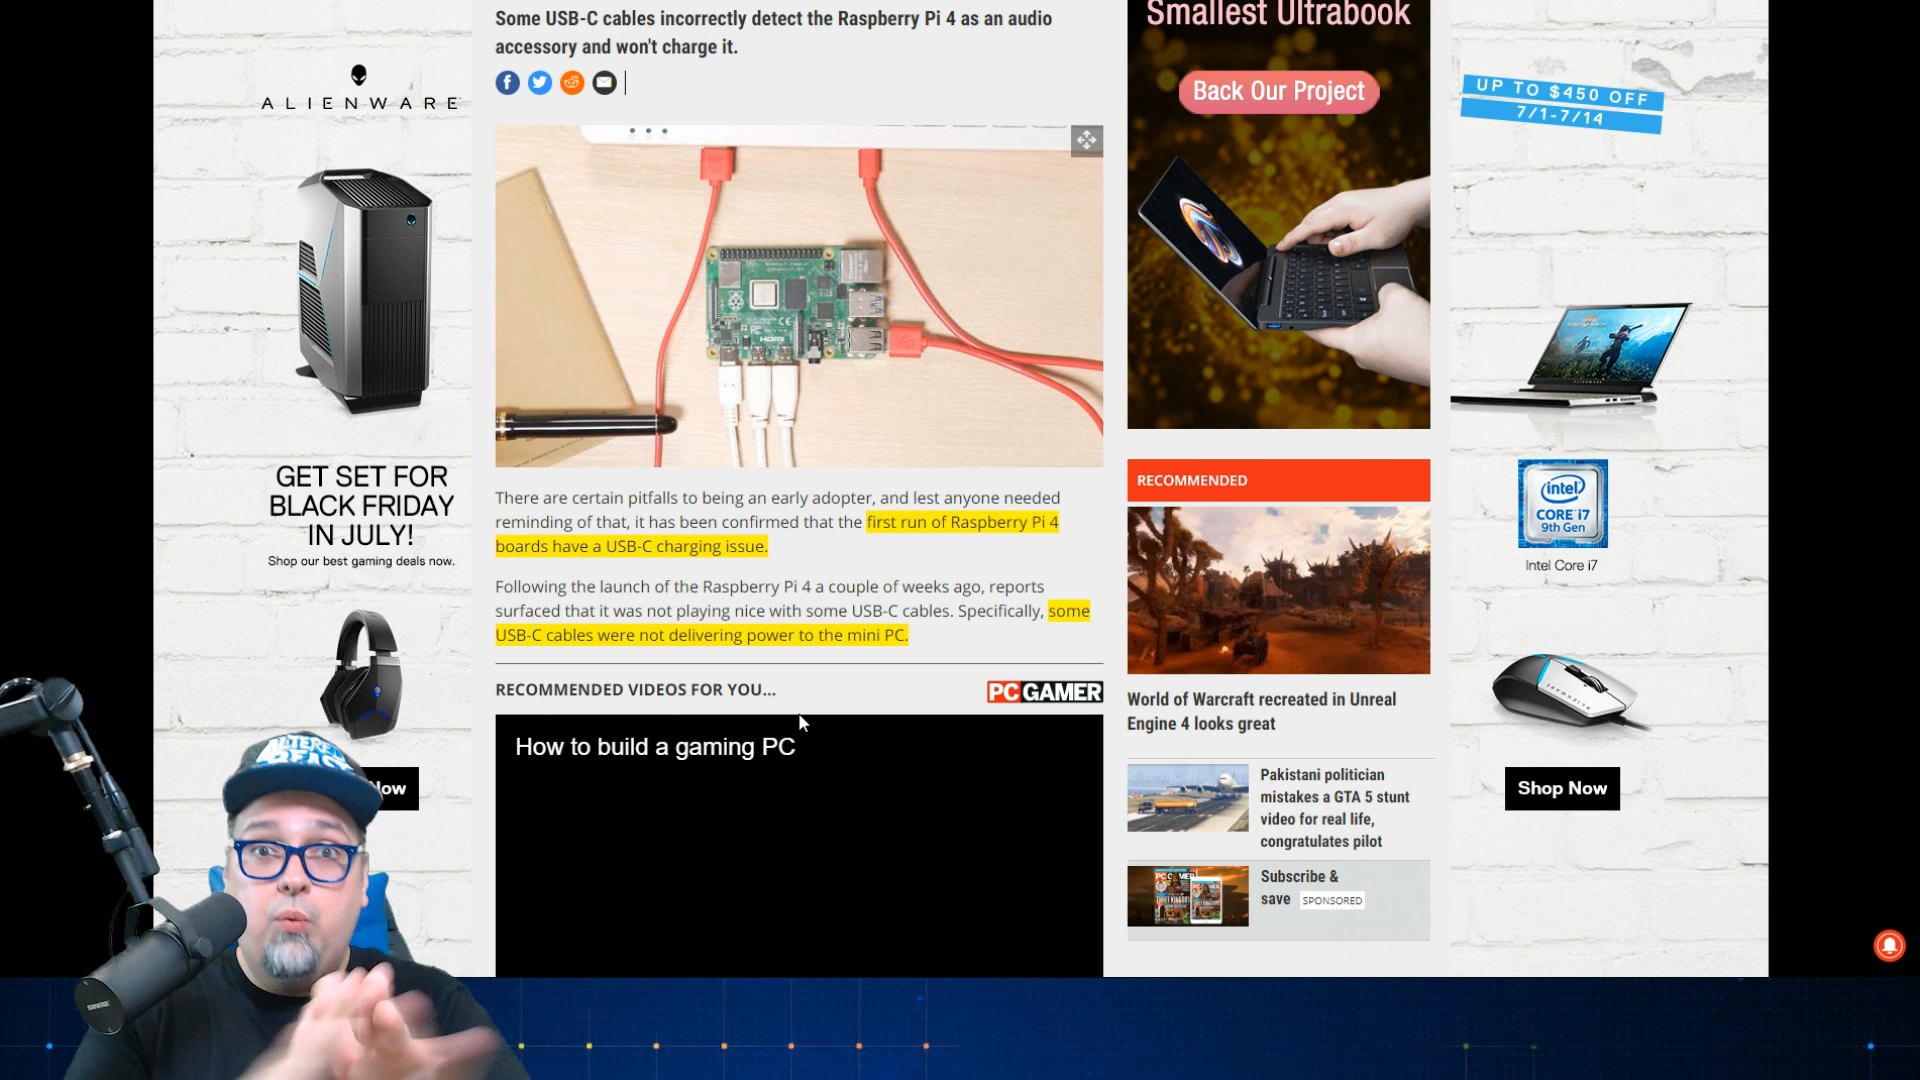 Some USB-C cables incorrectly detect the Raspberry Pi 4 as an audio
accessory and won't charge it.
ALIENWARE
GET SET FOR
BLACK FRIDAY
IN JULY!
Shop our best gaming deals now.
Now
HDMI
There are certain pitfalls to being an early adopter, and lest anyone needed
reminding of that, it has been confirmed that the first run of Raspberry Pi 4
boards have a USB-C charging issue.
Following the launch of the Raspberry Pi 4 a couple of weeks ago, reports
surfaced that it was not playing nice with some USB-C cables. Specifically, some
USB-C cables were not delivering power to the mini PC.
RECOMMENDED VIDEOS FOR YOU...
PC GAMER
How to build a gaming PC
Smallest Ultrabook
Back Our Project
RECOMMENDED
World of Warcraft recreated in Unreal
Engine 4 looks great
Pakistani politician
mistakes a GTA 5 stunt
video for real life,
congratulates pilot
Subscribe &
save SPONSORED
UP TO $450 OFF
7/1-7/14
intel
CORE i7
9th Gen
Intel Core i7
Shop Now
SHURE